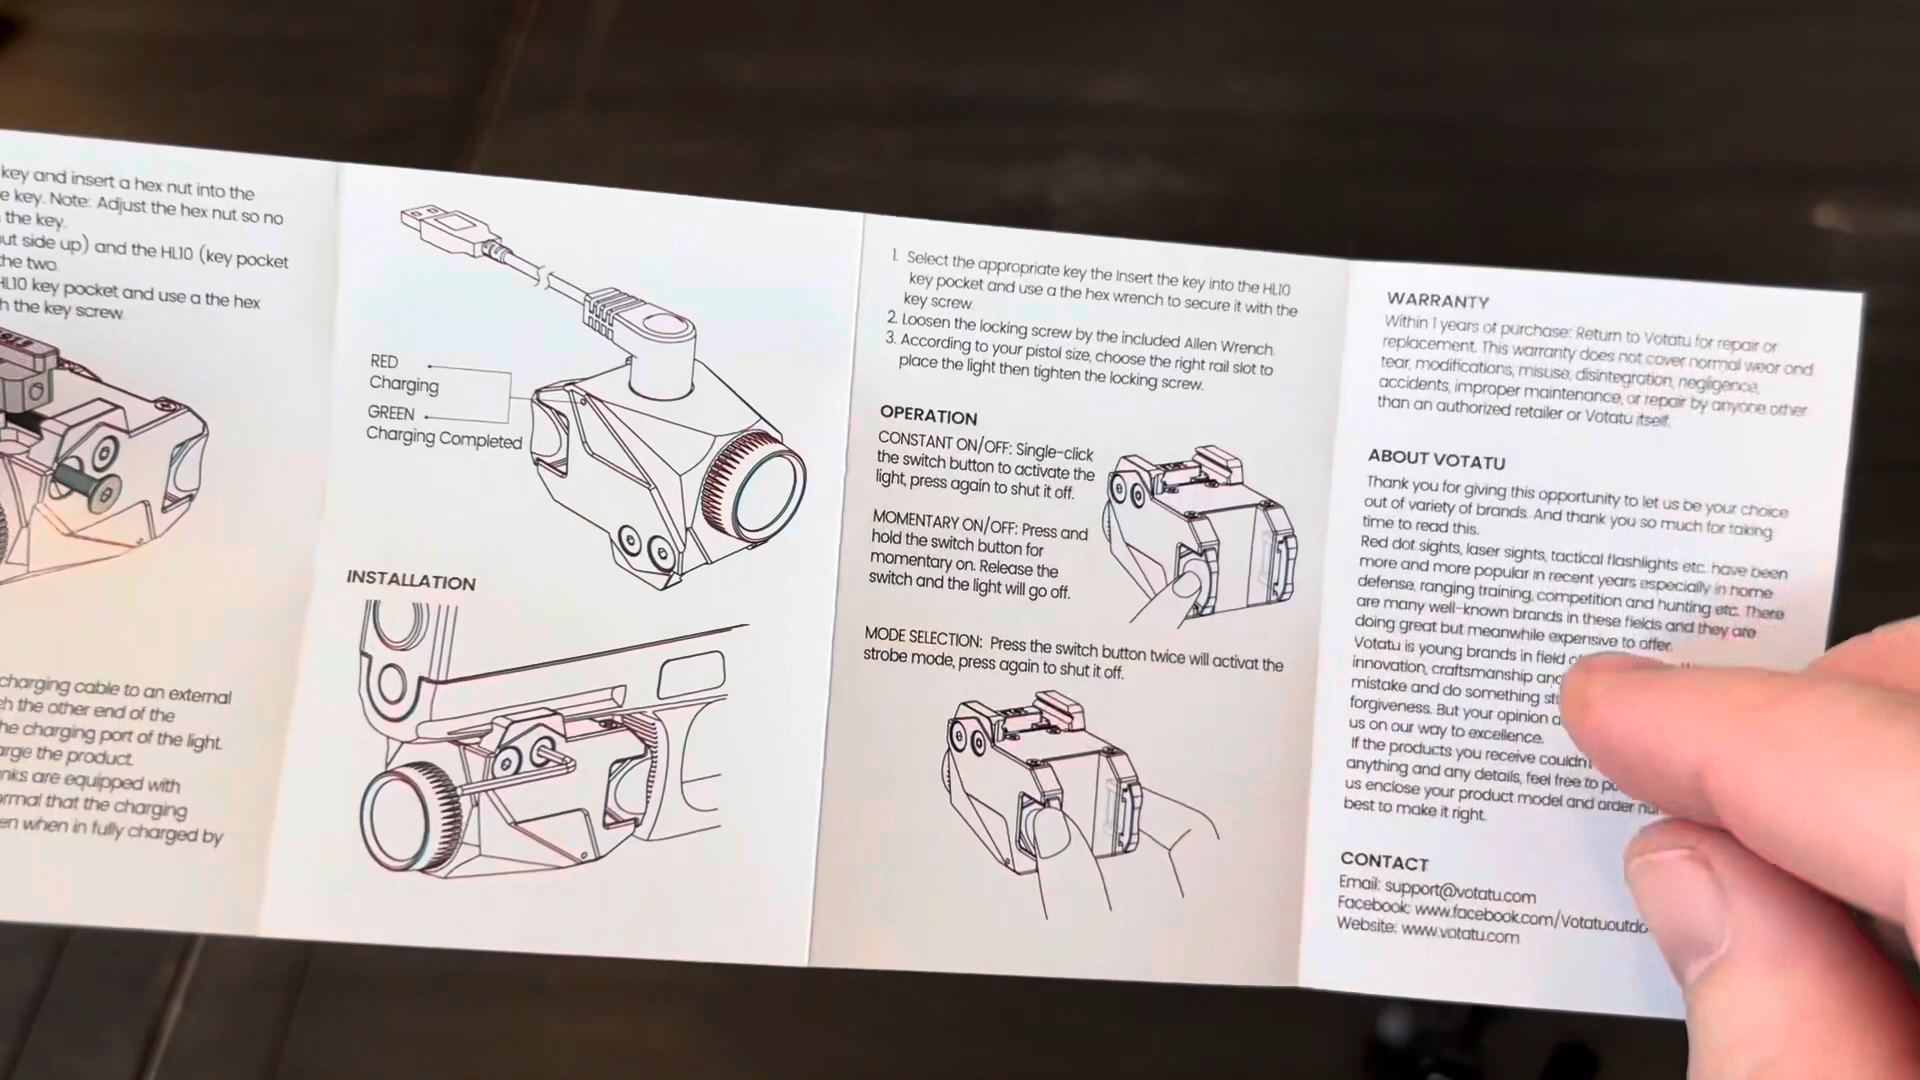 key and insert a hex nut into the
e key. Note: Adjust the hex nut so no
the key.
ut side up) and the HL10 (key pocket
the two.
HL10 key pocket and use a the hex
h the key screw.
charging cable to an external
h the other end of the
he charging port of the light.
arge the product.
nks are equipped with
ormal that the charging
en when in fully charged by
RED
Charging
GREEN
Charging Completed
INSTALLATION
1. Select the appropriate key the Insert the key into the HL10
key pocket and use a the hex wrench to secure it with the
key screw.
2. Loosen the locking screw by the included Allen Wrench.
3. According to your pistol size, choose the right rail slot to
place the light then tighten the locking screw.
OPERATION
CONSTANT ON/OFF: Single-click
the switch button to activate the
light, press again to shut it off.
MOMENTARY ON/OFF: Press and
hold the switch button for
momentary on. Release the
switch and the light will go off.
MODE SELECTION: Press the switch button twice will activat the
strobe mode, press again to shut it off.
WARRANTY
Within 1 years of purchase: Return to Votatu for repair or
replacement. This warranty does not cover normal wear and
tear, modifications, misuse, disintegration, negligence,
accidents, improper maintenance, or repair by anyone other
than an authorized retailer or Votatu itself.
ABOUT VOTATU
Thank you for giving this opportunity to let us be your choice
out of variety of brands. And thank you so much for taking
time to read this.
Red dot sights, laser sights, tactical flashlights etc. have been
more and more popular in recent years especially in home
defense, ranging training, competition and hunting etc. There
are many well-known brands in these fields and they are
doing great but meanwhile expensive to offer.
Votatu is young brands in field
innovation, craftsmanship and
mistake and do something
forgiveness. But your opinion
us on our way to excellence.
If the products you receive couldn
anything and any details, feel free to
us enclose your product model and order
best to make it right.
CONTACT
Email: support@votatu.com
Facebook: www.facebook.com/Votatuoutdo
Website: www.votatu.com